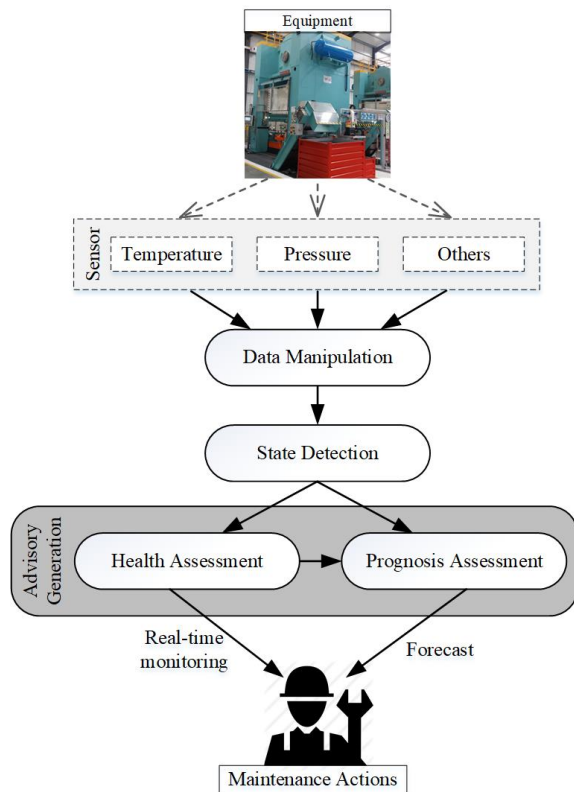 Equipment
Sensor
Temperature
Pressure
Others
Data Manipulation
State Detection
Advisory
Generation
Health Assessment
Prognosis Assessment
Real-time
monitoring
Forecast
Maintenance Actions